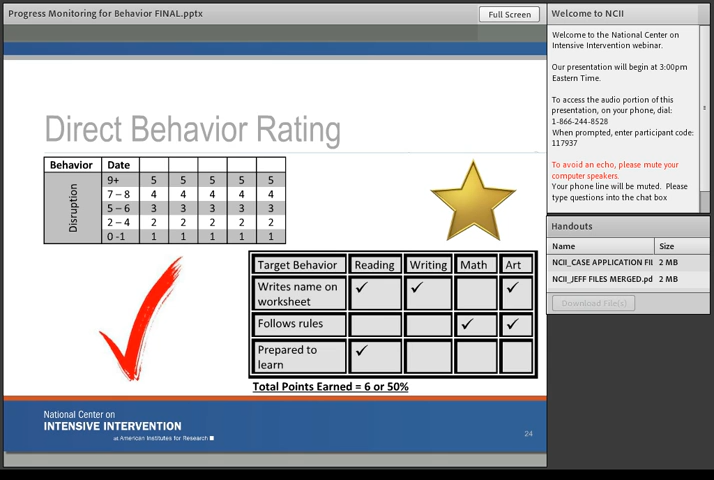 Progress Monitoring for Behavior FINAL.pptx
Full Screen
Direct Behavior Rating
Behavior Date
Disruption
9+ 5 5 5 5 5
7 – 8 4 4 4 4 4
5 – 6 3 3 3 3 3
2 – 4 2 2 2 2 2
0 -1 1 1 1 1 1
Target Behavior Reading Writing Math Art
Writes name on
worksheet ✓ ✓ ✓
Follows rules ✓ ✓
Prepared to
learn ✓
Total Points Earned = 6 or 50%
National Center on
INTENSIVE INTERVENTION
at American Institutes for Research
24
Welcome to NCII
Welcome to the National Center on
Intensive Intervention webinar.
Our presentation will begin at 3:00pm
Eastern Time.
To access the audio portion of this
presentation, on your phone, dial:
1-866-244-8528
When prompted, enter participant code:
117937
To avoid an echo, please mute your
computer speakers.
Your phone line will be muted. Please
type questions into the chat box
Handouts
Name Size
NCII_CASE APPLICATION FII 2 MB
NCII_JEFF FILES MERGED.pd 2 MB
Download File(s)